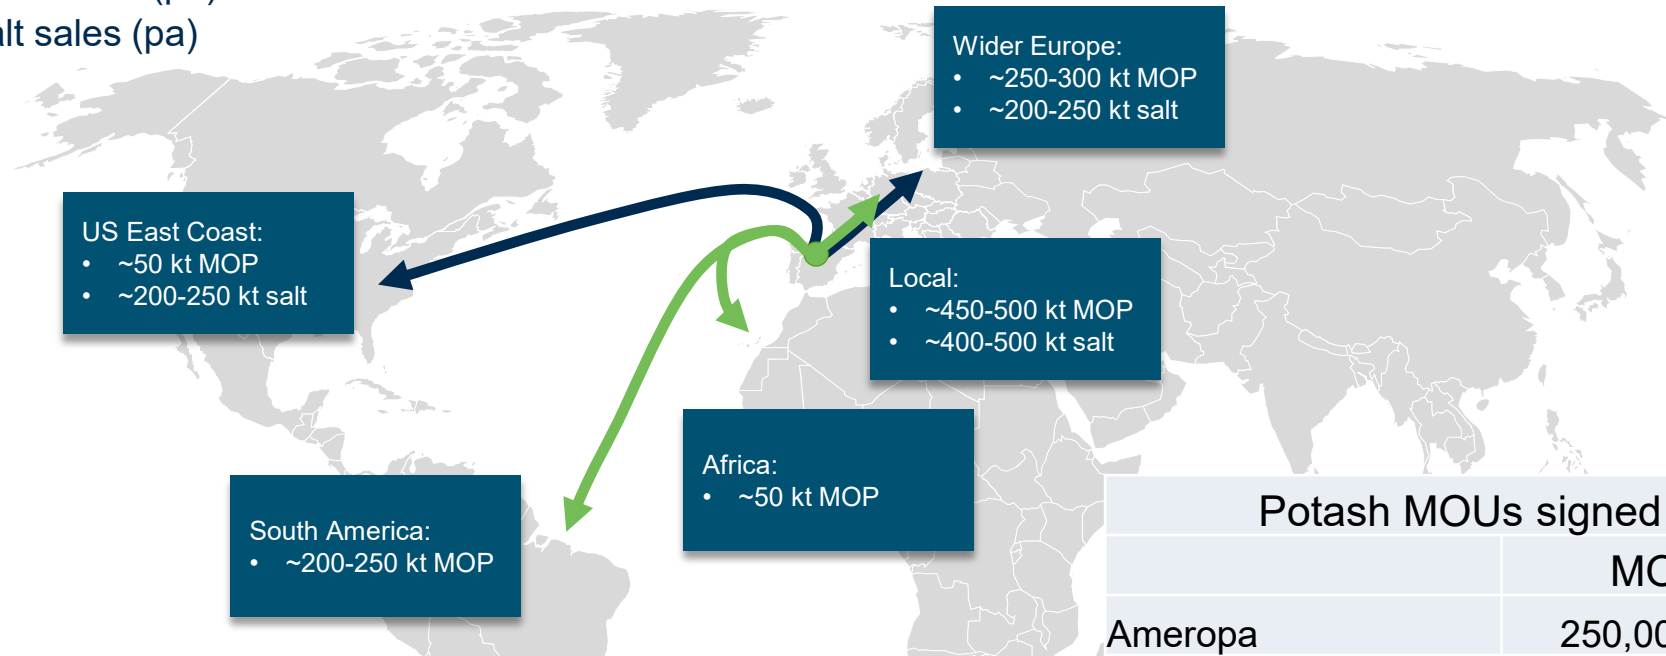 sales (pa)
Wider Europe:
• ~250-300 kt MOP
• ~200-250 kt salt
US East Coast:
• ~50 kt MOP
• ~200-250 kt salt
Local:
• ~450-500 kt MOP
• ~400-500 kt salt
Africa:
• ~50 kt MOP
South America:
• ~200-250 kt MOP
Potash MOUs signed
Ameropa